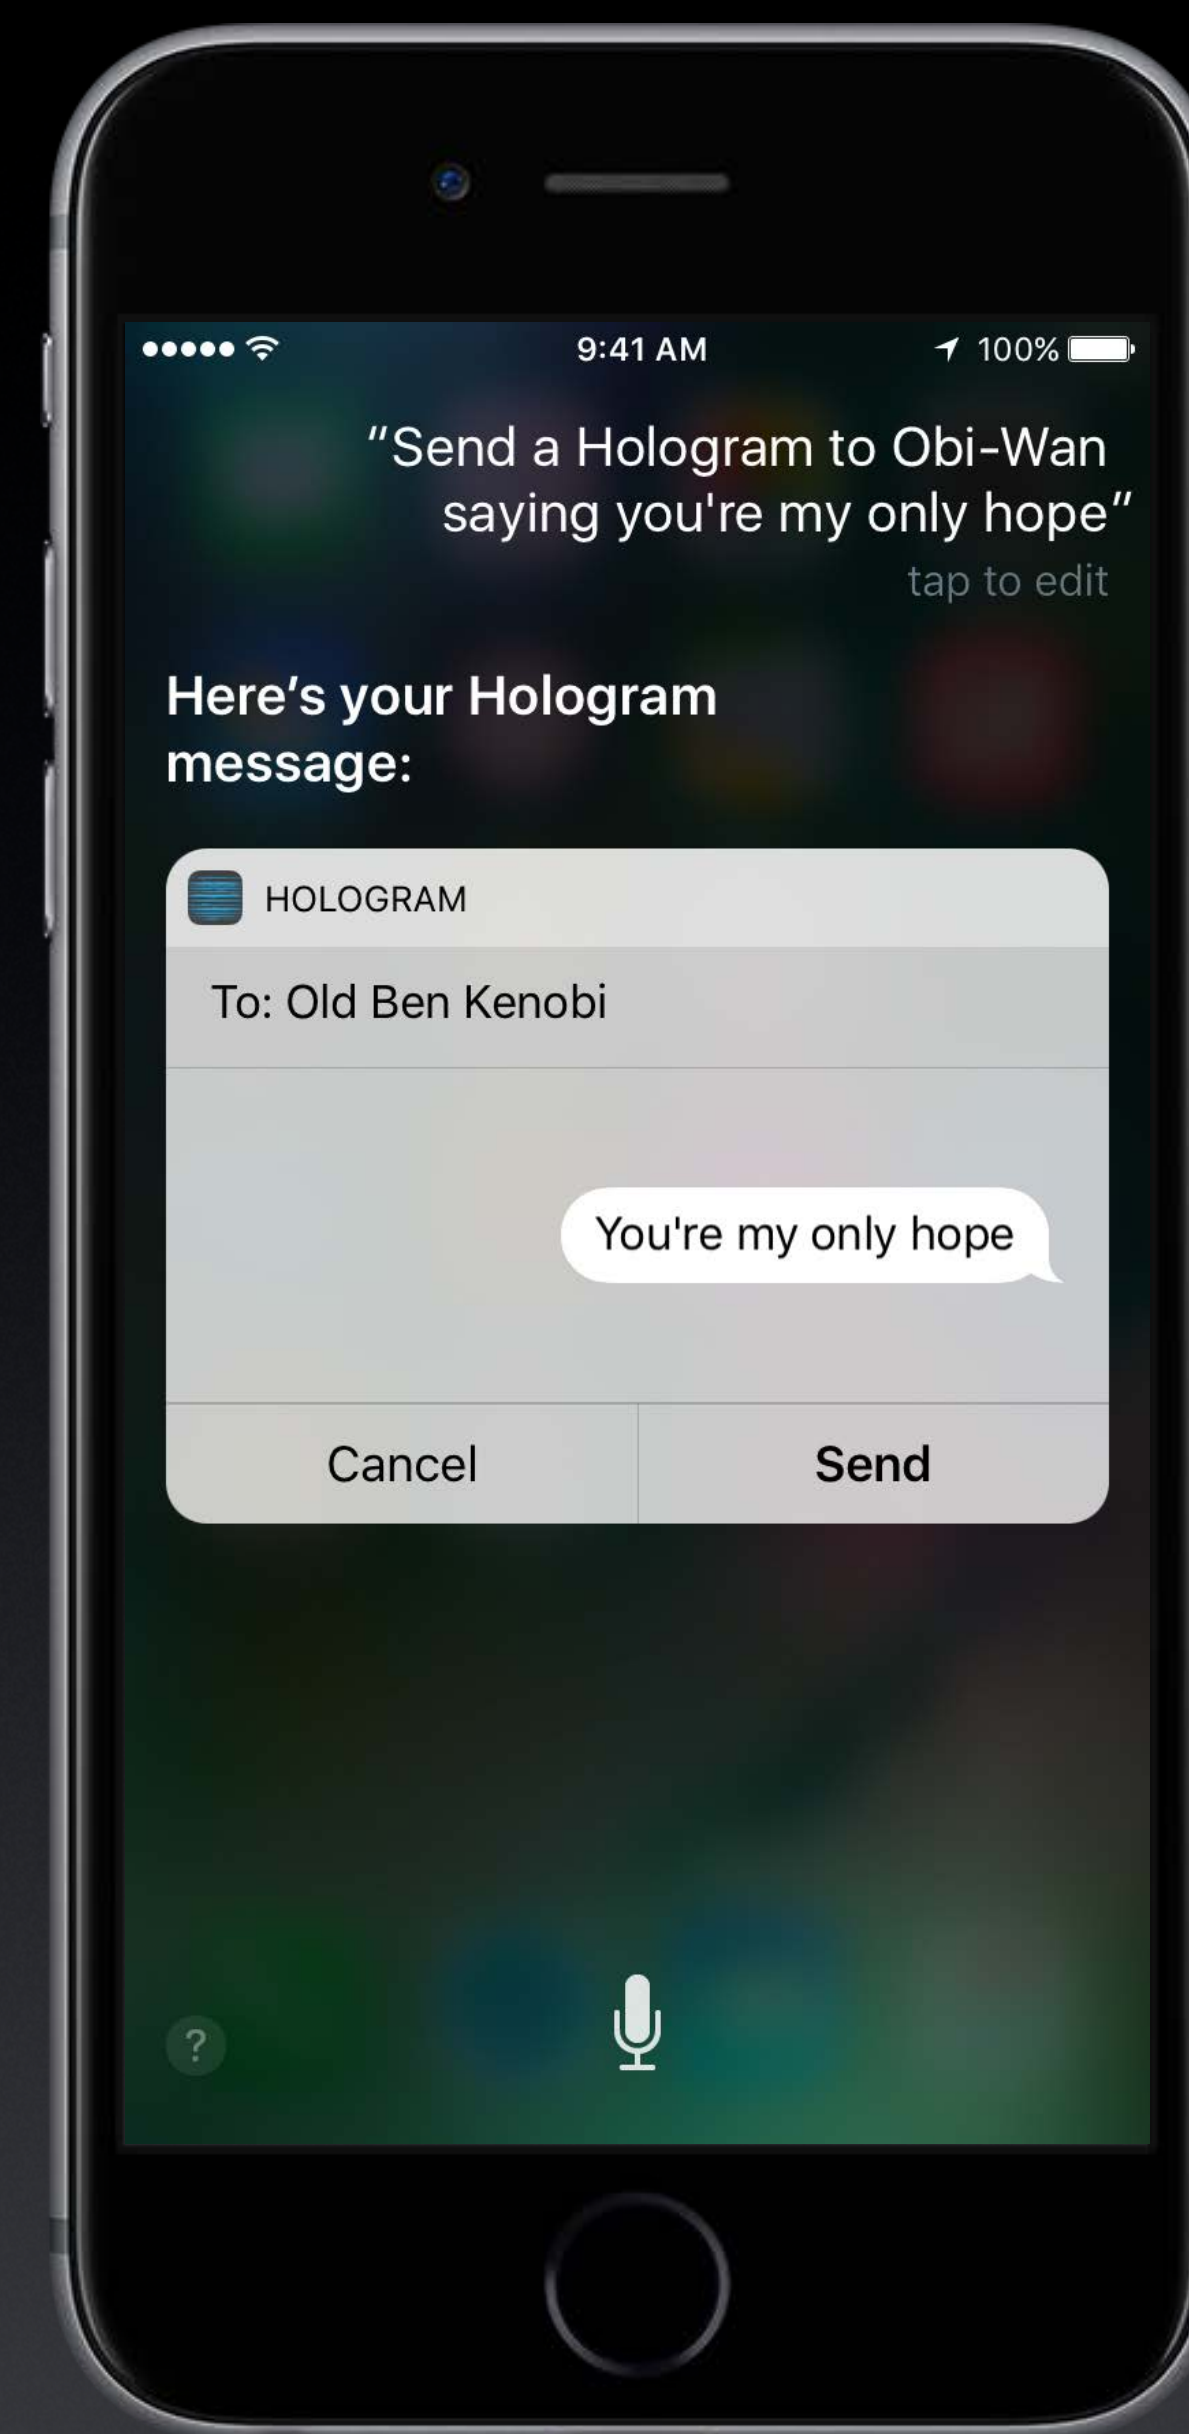 9:41 AM
100%
“Send a Hologram to Obi-Wan
saying you're my only hope”
tap to edit
Here’s your Hologram
message:
HOLOGRAM
To: Old Ben Kenobi
You're my only hope
Cancel
Send
?